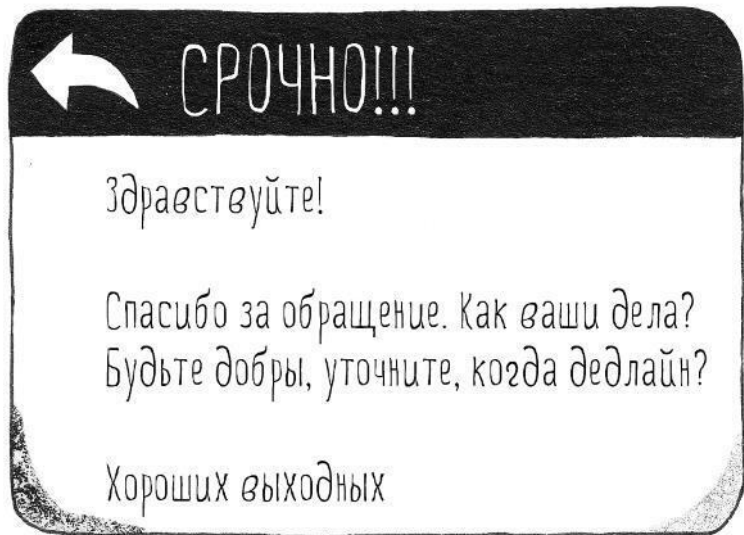 СРОЧНО!!!
Здравствуйте!
Спасибо за обращение. Как ваши дела?
Будьте добры, уточните, когда дедлайн?
Хороших выходных